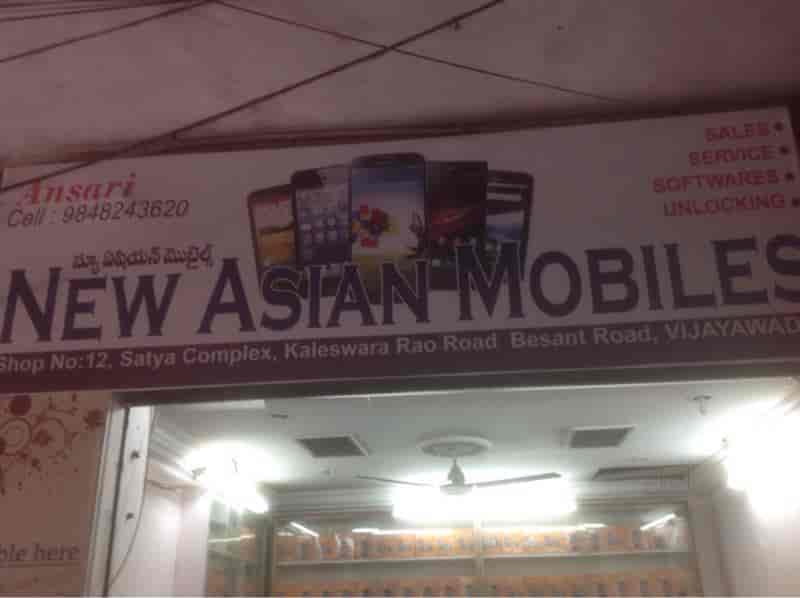 Ansari
Cell : 9848243620
SALES •
SERVICE •
SOFTWARES •
UNLOCKING •
న్యూ ఏషియన్ మొబైల్స్
NEW ASIAN MOBILES
Shop No:12, Satya Complex, Kaleswara Rao Road Besant Road, VIJAYAWAD
ble here